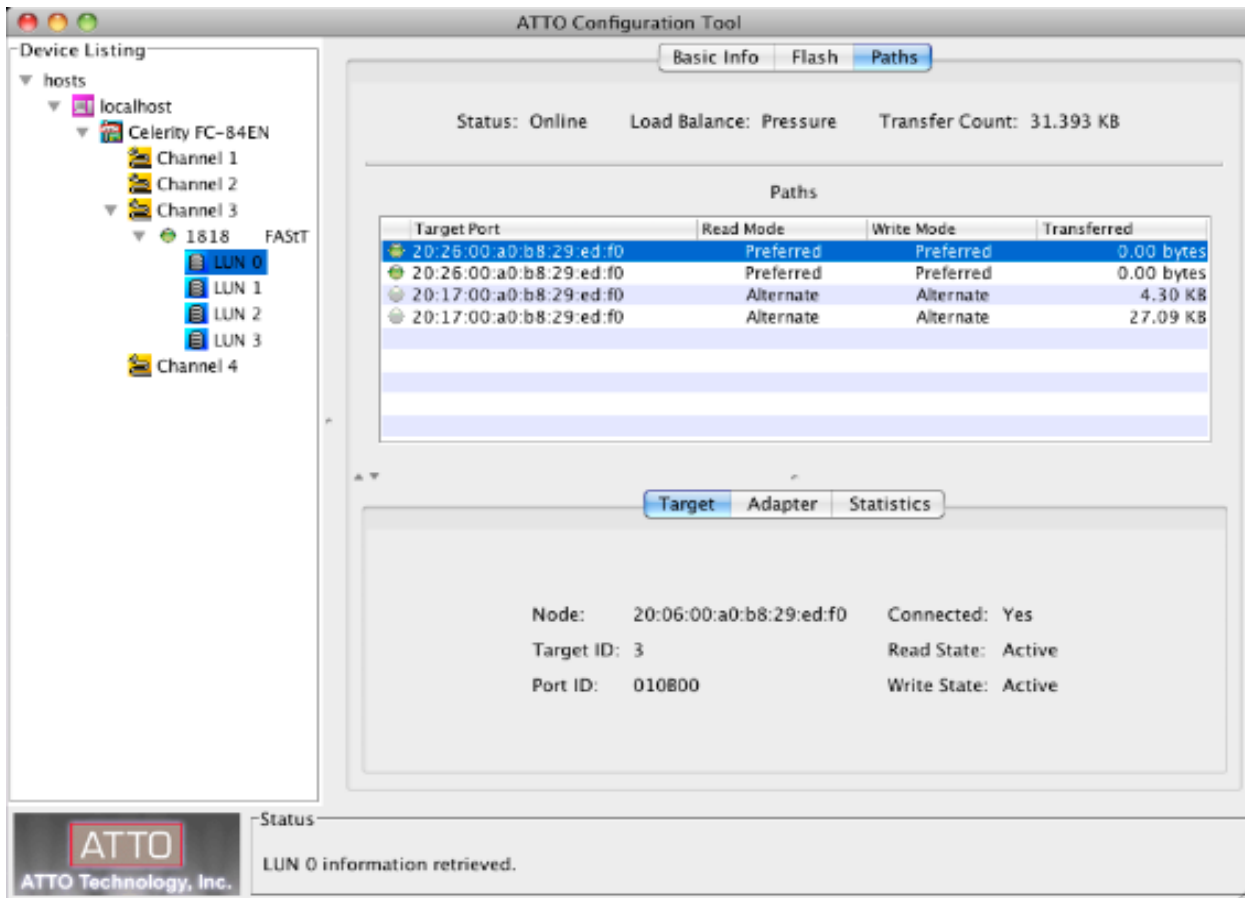 ATTO Configuration Tool
Device Listing
hosts
localhost
Celerity FC-84EN
Channel 1
Channel 2
Channel 3
1818 FAStT
LUN 0
LUN 1
LUN 2
LUN 3
Channel 4
Basic Info Flash Paths
Status: Online Load Balance: Pressure Transfer Count: 31.393 KB
Paths
Target Port Read Mode Write Mode Transferred
20:26:00:a0:b8:29:ed:f0 Preferred Preferred 0.00 bytes
20:26:00:a0:b8:29:ed:f0 Preferred Preferred 0.00 bytes
20:17:00:a0:b8:29:ed:f0 Alternate Alternate 4.30 KB
20:17:00:a0:b8:29:ed:f0 Alternate Alternate 27.09 KB
Target Adapter Statistics
Node: 20:06:00:a0:b8:29:ed:f0 Connected: Yes
Target ID: 3 Read State: Active
Port ID: 010B00 Write State: Active
ATTO
ATTO Technology, Inc.
Status
LUN 0 information retrieved.